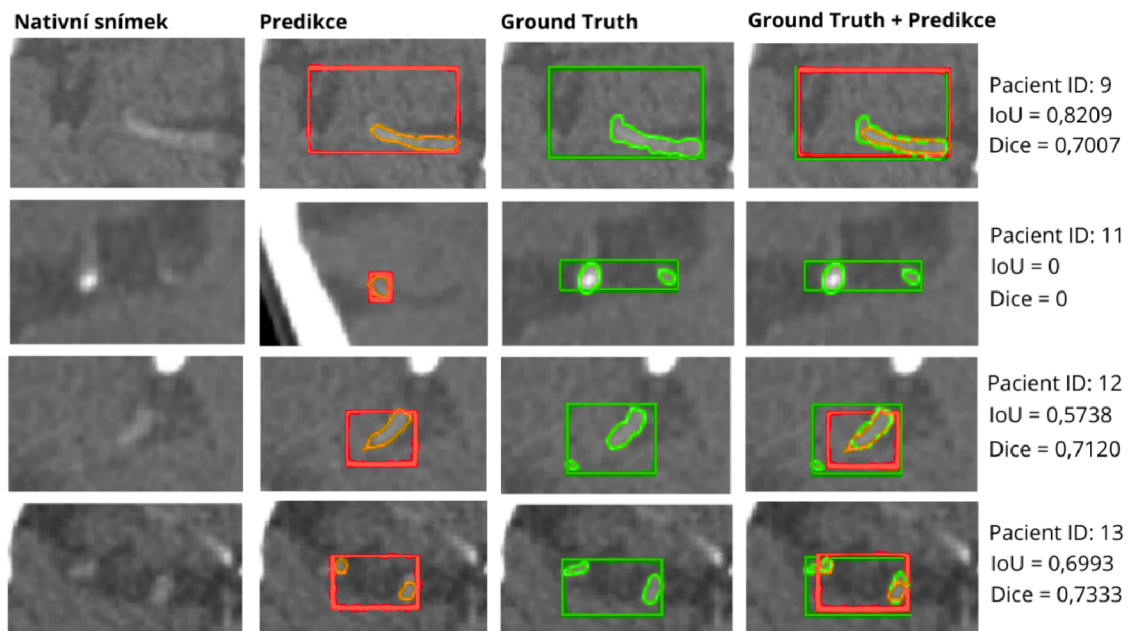 Nativní snímek
Predikce
Ground Truth
Ground Truth + Predikce
Pacient ID: 9
IoU = 0,8209
Dice = 0,7007
Pacient ID: 11
IoU = 0
Dice = 0
Pacient ID: 12
IoU = 0,5738
Dice = 0,7120
Pacient ID: 13
IoU = 0,6993
Dice = 0,7333